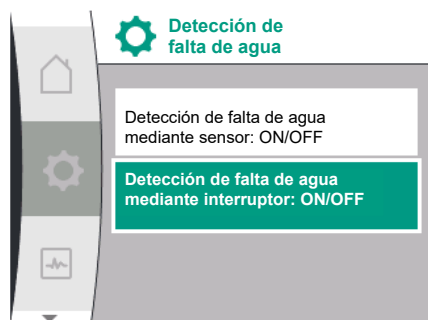 Detección de
falta de agua
Detección de falta de agua
mediante sensor: ON/OFF
Detección de falta de agua
mediante interruptor: ON/OFF